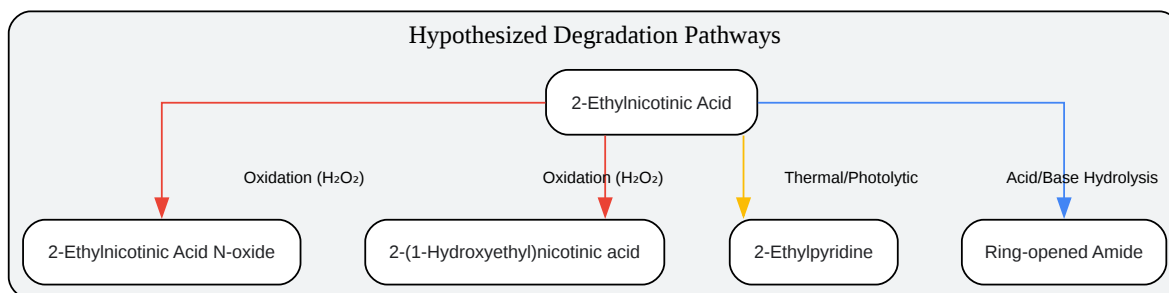 Hypothesized Degradation Pathways
2-Ethylnicotinic Acid
Oxidation (H₂O₂)
Oxidation (H₂O₂)
Thermal/Photolytic
Acid/Base Hydrolysis
2-Ethylnicotinic Acid N-oxide
2-(1-Hydroxyethyl)nicotinic acid
2-Ethylpyridine
Ring-opened Amide